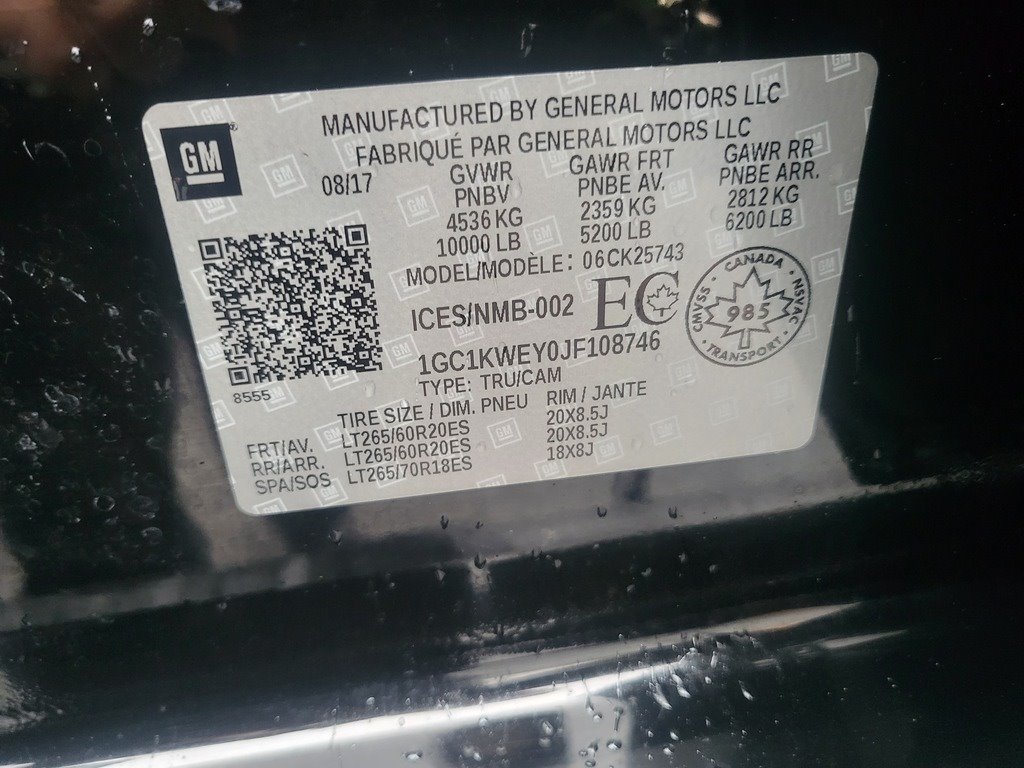 GM
MANUFACTURED BY GENERAL MOTORS LLC
FABRIQUÉ PAR GENERAL MOTORS LLC
08/17
GVWR GAWR FRT GAWR RR
PNBV PNBE AV. PNBE ARR.
4536 KG 2359 KG 2812 KG
10000 LB 5200 LB 6200 LB
MODEL/MODÈLE: 06CK25743
ICES/NMB-002 EC
CANADA
CMVSS 985 NSVAC
TRANSPORT
1GC1KWEY0JF108746
TYPE: TRU/CAM
8555
TIRE SIZE / DIM. PNEU RIM / JANTE
FRT/AV. LT265/60R20ES 20X8.5J
RR/ARR. LT265/60R20ES 20X8.5J
SPA/SOS LT265/70R18ES 18X8J